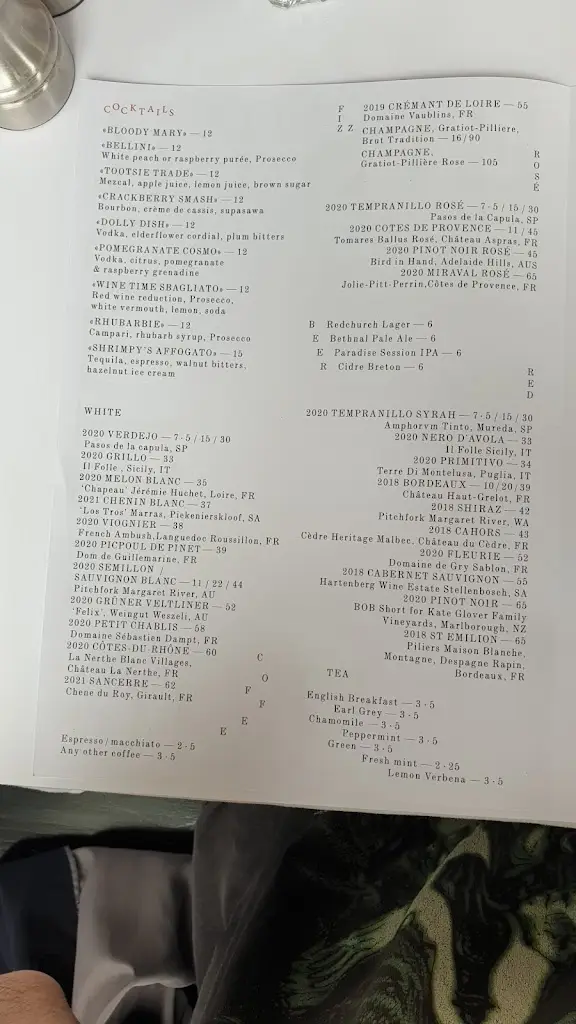 COCKTAILS
«BLOODY MARY» — 12
«BELLINI» — 12
White peach or raspberry purée, Prosecco
«TOOTSIE TRADE» — 12
Mezcal, apple juice, lemon juice, brown sugar
«CRACKBERRY SMASH» — 12
Bourbon, crème de cassis, supasawa
«DOLLY DISH» — 12
Vodka, elderflower cordial, plum bitters
«POMEGRANATE COSMO» — 12
Vodka, citrus, pomegranate
& raspberry grenadine
«WINE TIME SBAGLIATO» — 12
Red wine reduction, Prosecco,
white vermouth, lemon, soda
«RHUBARBIE» — 12
Campari, rhubarb syrup, Prosecco
«SHRIMPY'S AFFOGATO» — 15
Tequila, espresso, walnut bitters,
hazelnut ice cream
WHITE
2020 VERDEJO — 7·5 / 15 / 30
Pasos de la capula, SP
2020 GRILLO — 33
Il Folle , Sicily, IT
2020 MELON BLANC — 35
'Chapeau' Jérémie Huchet, Loire, FR
2021 CHENIN BLANC — 37
'Los Tros' Marras, Piekenierskloof, SA
2020 VIOGNIER — 38
French Ambush,Languedoc Roussillon, FR
2020 PICPOUL DE PINET — 39
Dom de Guillemarine, FR
2020 SEMILLON /
SAUVIGNON BLANC — 11 / 22 / 44
Pitchfork Margaret River, AU
2020 GRÜNER VELTLINER — 52
'Felix', Weingut Weszeli, AU
2020 PETIT CHABLIS — 58
Domaine Sébastien Dampt, FR
2020 CÔTES-DU-RHÔNE — 60
La Nerthe Blanc Villages,
Château La Nerthe, FR
2021 SANCERRE — 62
Chene du Roy, Girault, FR
COFFEE
Espresso / macchiato — 2·5
Any other coffee — 3·5
FIZZ
2019 CRÉMANT DE LOIRE — 55
Domaine Vaublins, FR
CHAMPAGNE, Gratiot-Pilliere,
Brut Tradition — 16/90
CHAMPAGNE,
Gratiot-Pillière Rose — 105
ROSÉ
2020 TEMPRANILLO ROSÉ — 7·5 / 15 / 30
Pasos de la Capula, SP
2020 COTES DE PROVENCE — 11 / 45
Tomares Ballus Rosé, Château Aspras, FR
2020 PINOT NOIR ROSÉ — 45
Bird in Hand, Adelaide Hills, AUS
2020 MIRAVAL ROSÉ — 65
Jolie-Pitt-Perrin,Côtes de Provence, FR
BEER
Redchurch Lager — 6
Bethnal Pale Ale — 6
Paradise Session IPA — 6
Cidre Breton — 6
RED
2020 TEMPRANILLO SYRAH — 7·5 / 15 / 30
Amphorvm Tinto, Mureda, SP
2020 NERO D'AVOLA — 33
Il Folle Sicily, IT
2020 PRIMITIVO — 34
Terre Di Montelusa, Puglia, IT
2018 BORDEAUX — 10/20/39
Château Haut-Grelot, FR
2018 SHIRAZ — 42
Pitchfork Margaret River, WA
2018 CAHORS — 43
Cèdre Heritage Malbec, Château du Cèdre, FR
2020 FLEURIE — 52
Domaine de Gry Sablon, FR
2018 CABERNET SAUVIGNON — 55
Hartenberg Wine Estate Stellenbosch, SA
2020 PINOT NOIR — 65
BOB Short for Kate Glover Family
Vineyards, Marlborough, NZ
2018 ST EMILION — 65
Piliers Maison Blanche,
Montagne, Despagne Rapin,
Bordeaux, FR
TEA
English Breakfast — 3·5
Earl Grey — 3·5
Chamomile — 3·5
Peppermint — 3·5
Green — 3·5
Fresh mint — 2·25
Lemon Verbena — 3·5